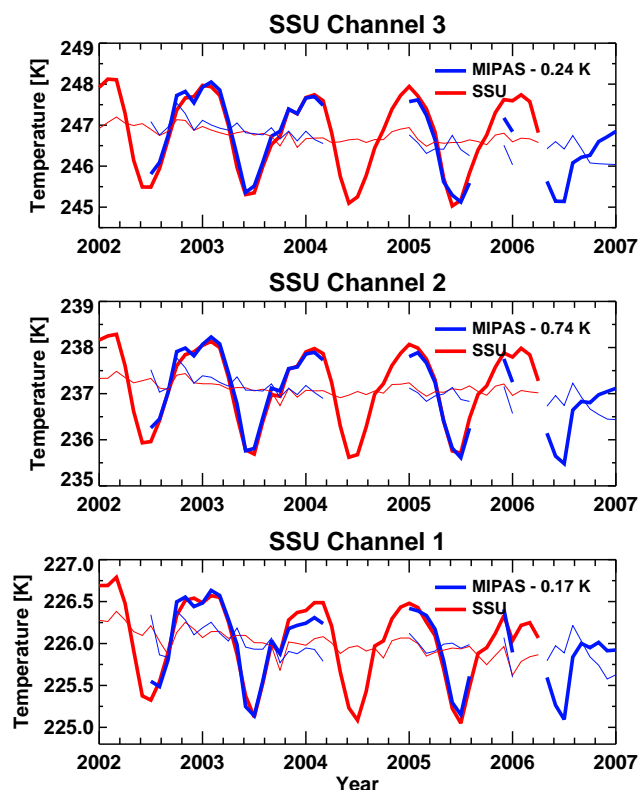 SSU Channel 3
Temperature [K]
249
248
247
246
245
MIPAS - 0.24 K
SSU
2002 2003 2004 2005 2006 2007
SSU Channel 2
Temperature [K]
239
238
237
236
235
MIPAS - 0.74 K
SSU
2002 2003 2004 2005 2006 2007
SSU Channel 1
Temperature [K]
227.0
226.5
226.0
225.5
225.0
MIPAS - 0.17 K
SSU
2002 2003 2004 2005 2006 2007
Year